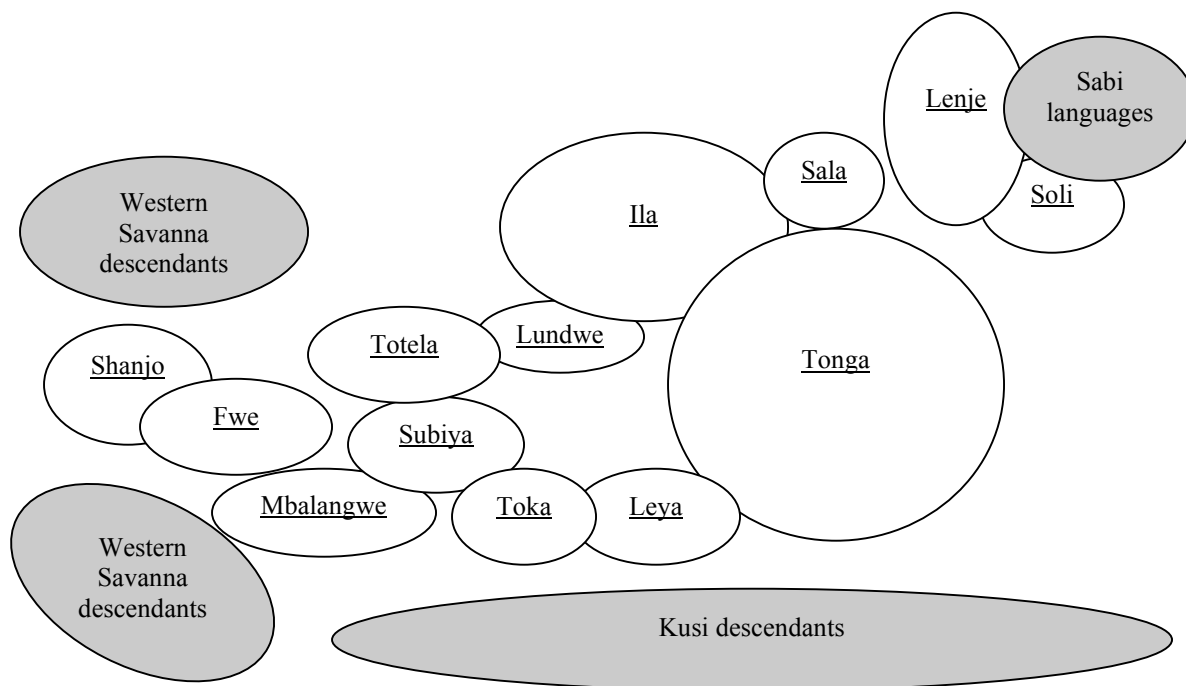 Lenje
Sabi
languages
Sala
Soli
Western
Savanna
descendants
Ila
Totela
Lundwe
Tonga
Shanjo
Fwe
Subiya
Mbalangwe
Toka
Leya
Western
Savanna
descendants
Kusi descendants